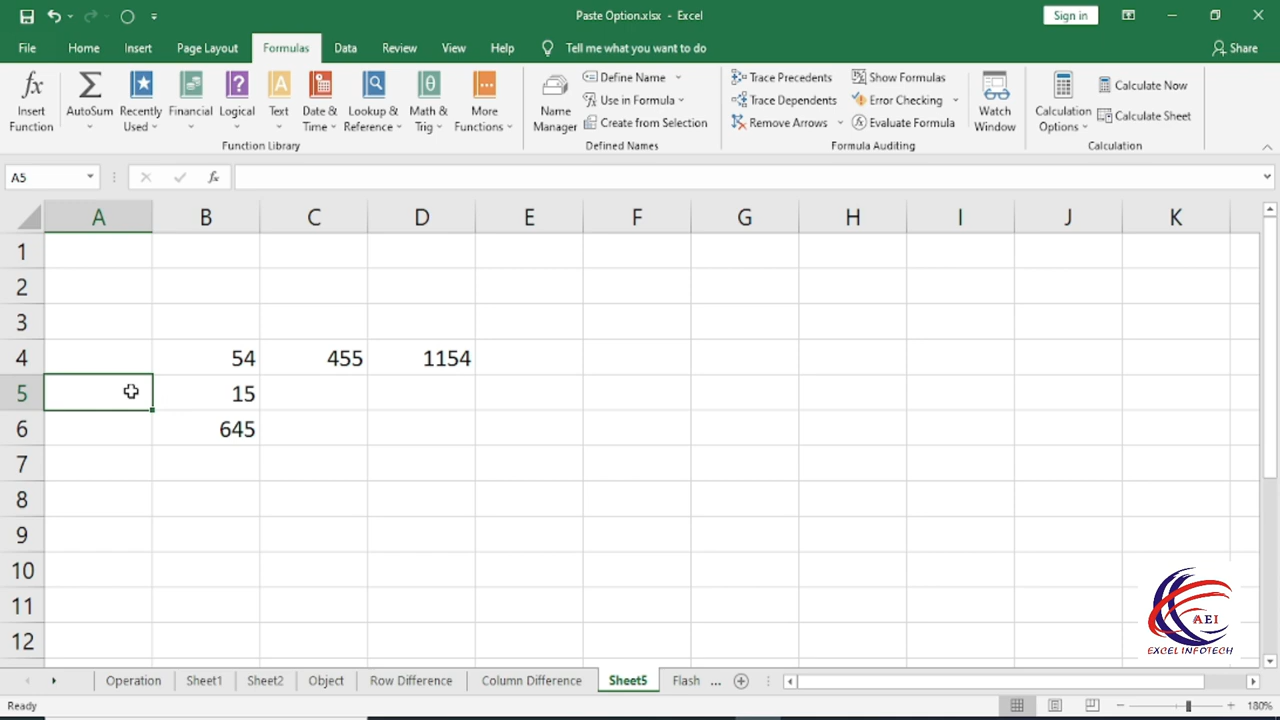 Paste Option.xlsx - Excel
Sign in
File Home Insert Page Layout Formulas Data Review View Help Tell me what you want to do Share
Insert Function
AutoSum
Recently Used
Financial
Logical
Text
Date & Time
Lookup & Reference
Math & Trig
More Functions
Function Library
Name Manager
Define Name
Use in Formula
Create from Selection
Defined Names
Trace Precedents
Trace Dependents
Remove Arrows
Show Formulas
Error Checking
Evaluate Formula
Formula Auditing
Watch Window
Calculation Options
Calculate Now
Calculate Sheet
Calculation
A5 fx
A B C D E F G H I J K
1
2
3
4 54 455 1154
5 15
6 645
7
8
9
10
11
12
AEI
EXCEL INFOTECH
Operation Sheet1 Sheet2 Object Row Difference Column Difference Sheet5 Flash ...
Ready 180%